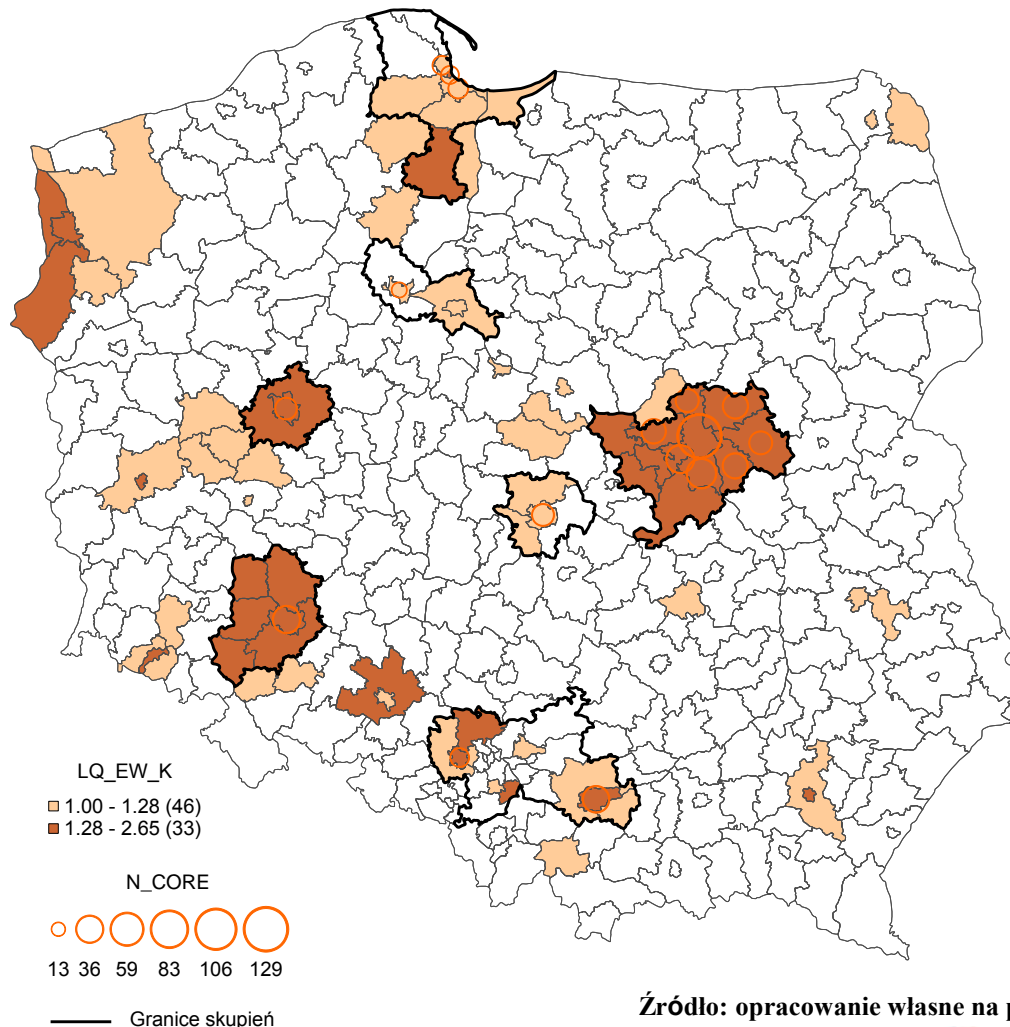 LQ_EW_K
1.00 - 1.28 (46)
1.28 - 2.65 (33)
N_CORE
13 36 59 83 106 129
Granice skupień
Źródło: opracowanie własne na p